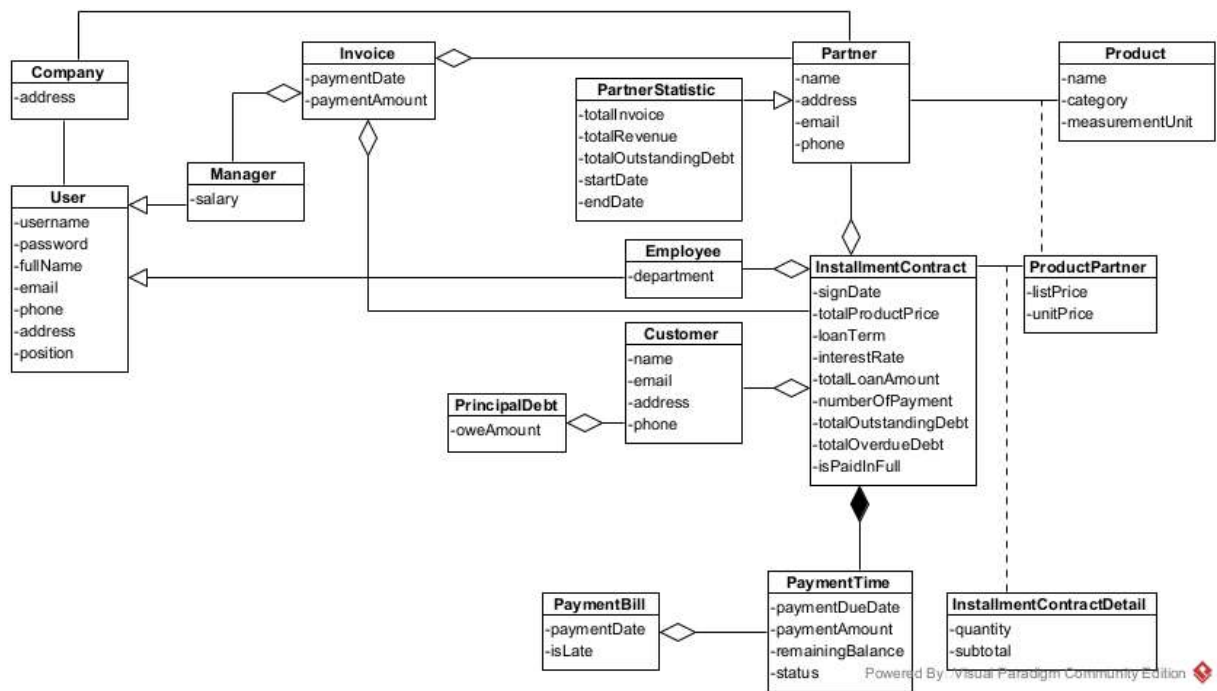 Company
-address
Invoice
-paymentDate
-paymentAmount
Partner
-name
-address
-email
-phone
Product
-name
-category
-measurementUnit
PartnerStatistic
-totalInvoice
-totalRevenue
-totalOutstandingDebt
-startDate
-endDate
Manager
-salary
User
-username
-password
-fullName
-email
-phone
-address
-position
Employee
-department
InstallmentContract
-signDate
-totalProductPrice
-loanTerm
-interestRate
-totalLoanAmount
-numberOfPayment
-totalOutstandingDebt
-totalOverdueDebt
-isPaidInFull
ProductPartner
-listPrice
-unitPrice
Customer
-name
-email
-address
-phone
PrincipalDebt
-oweAmount
PaymentTime
-paymentDueDate
-paymentAmount
-remainingBalance
-status
PaymentBill
-paymentDate
-isLate
InstallmentContractDetail
-quantity
-subtotal
Powered By Visual Paradigm Community Edition